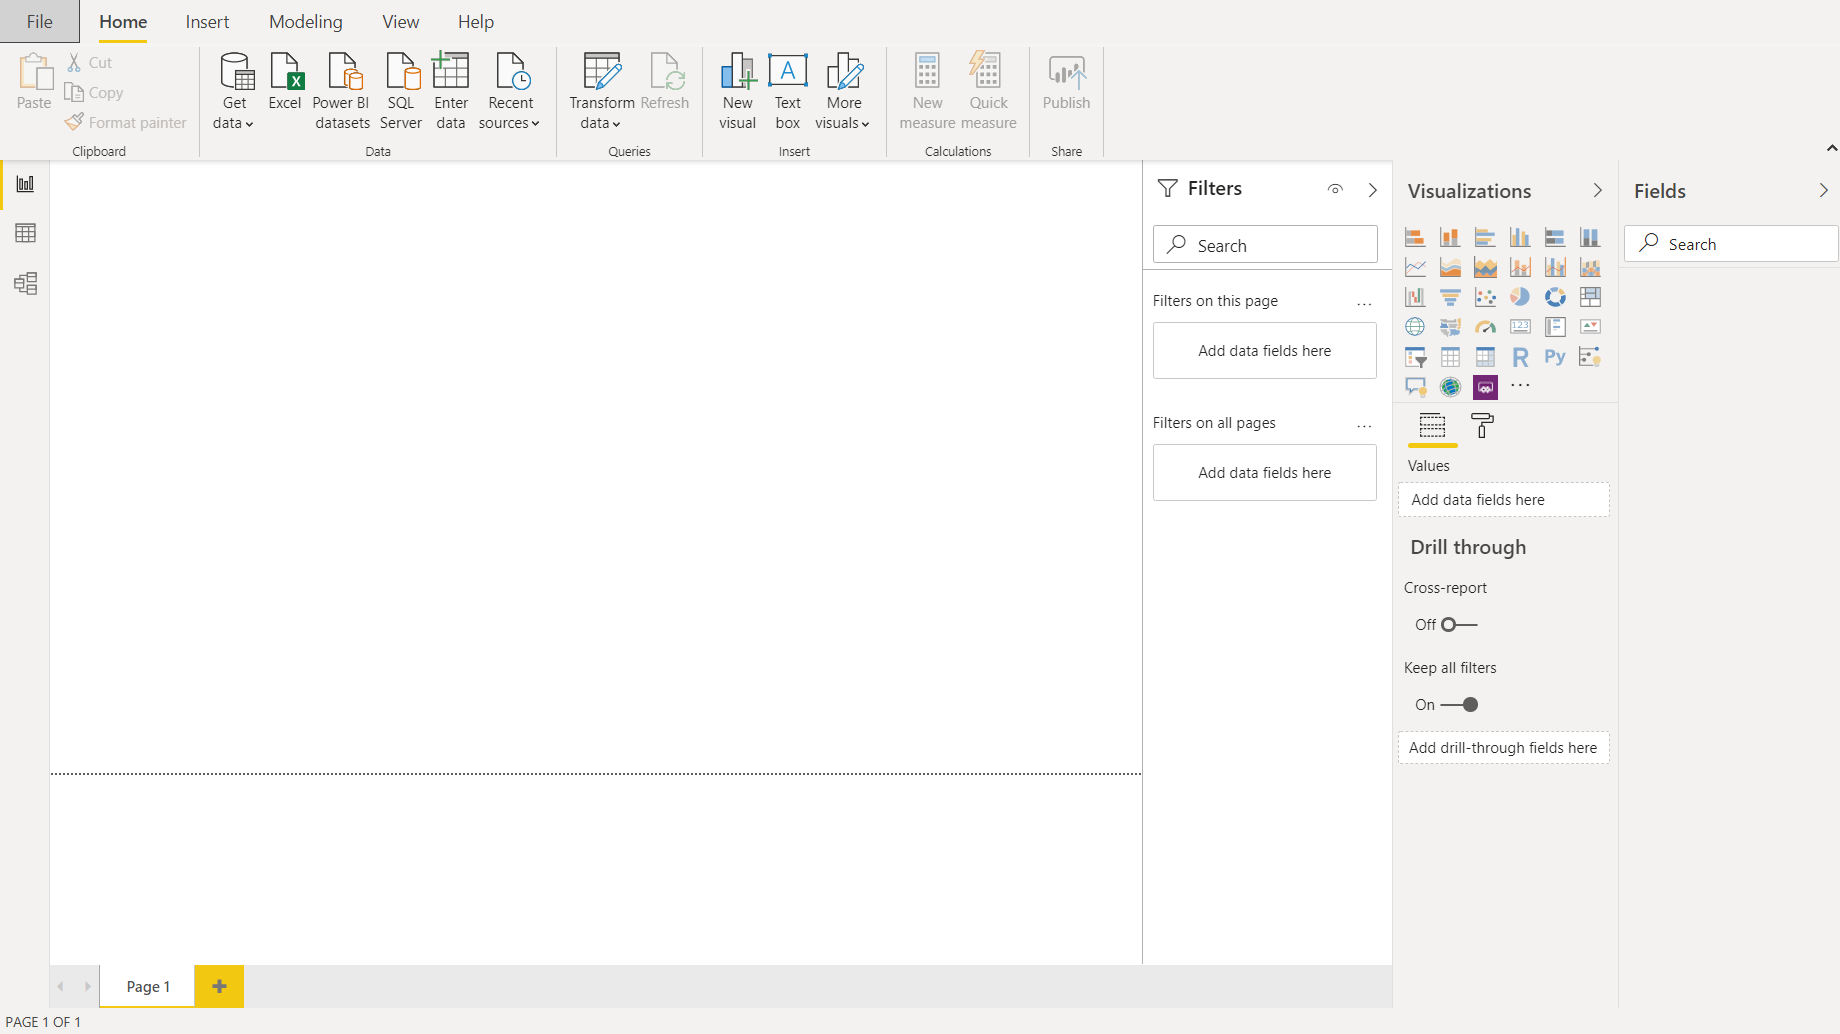 File Home Insert Modeling View Help
Paste
Cut
Copy
Format painter
Clipboard
Get
data
Excel
Power BI
datasets
SQL
Server
Enter
data
Recent
sources
Data
Transform
data
Refresh
Queries
New
visual
Text
box
More
visuals
Insert
New
measure
Quick
measure
Calculations
Publish
Share
Filters
Search
Filters on this page ...
Add data fields here
Filters on all pages ...
Add data fields here
Visualizations
123
R
Py
...
Values
Add data fields here
Drill through
Cross-report
Off
Keep all filters
On
Add drill-through fields here
Fields
Search
Page 1
PAGE 1 OF 1